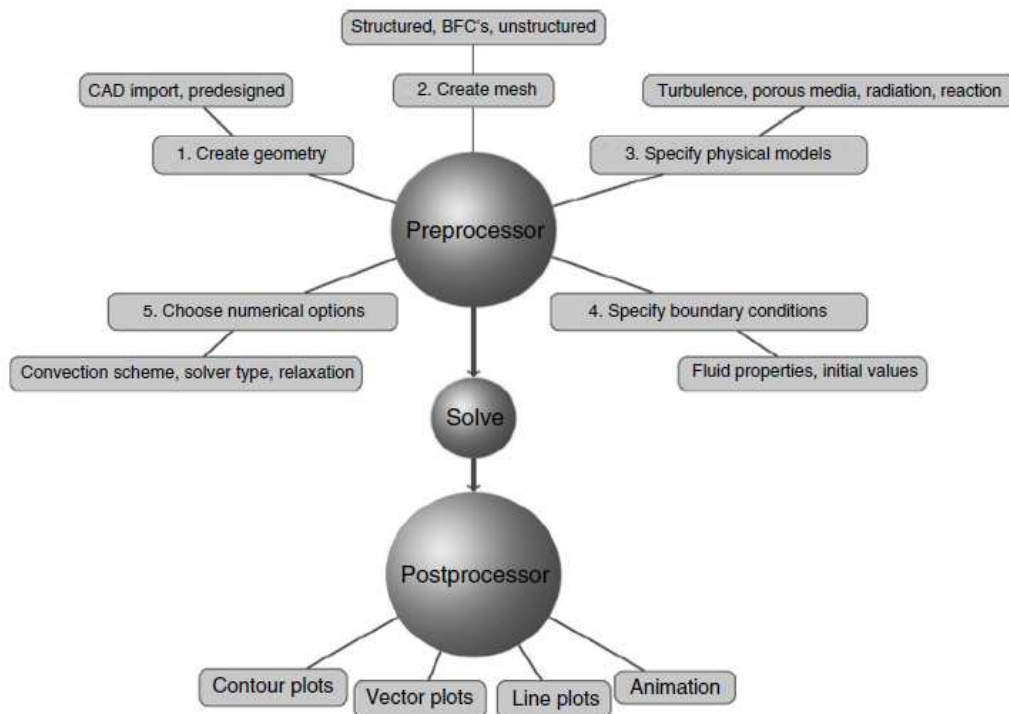 Structured, BFC's, unstructured
CAD import, predesigned
2. Create mesh
Turbulence, porous media, radiation, reaction
1. Create geometry
3. Specify physical models
Preprocessor
5. Choose numerical options
4. Specify boundary conditions
Convection scheme, solver type, relaxation
Fluid properties, initial values
Solve
Postprocessor
Contour plots
Vector plots
Line plots
Animation